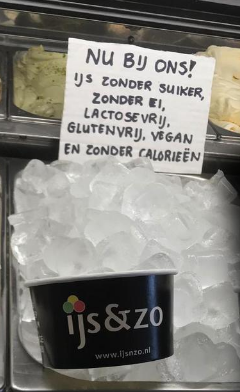 NU BIJ ONS!
IJS ZONDER SUIKER,
ZONDER EI,
LACTOSEVRIJ,
GLUTENVRIJ, VEGAN
EN ZONDER CALORIEËN
ijs&zo
www.ijsnzo.nl